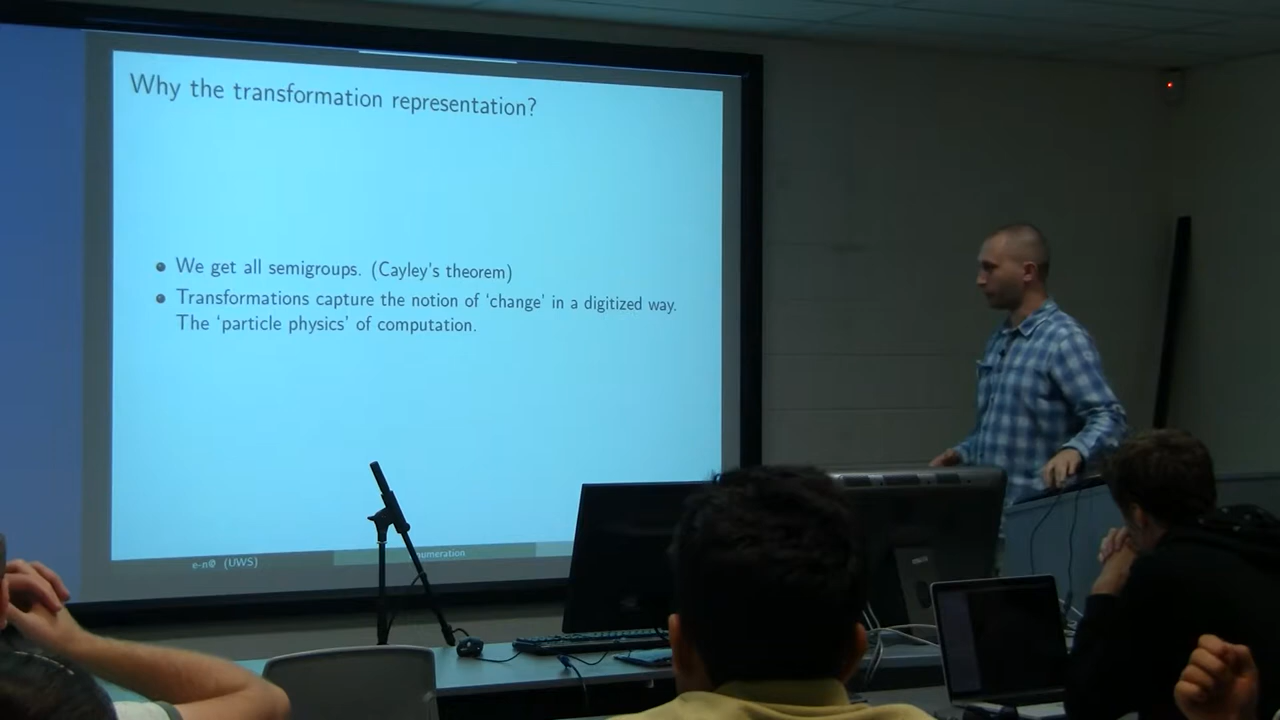 Why the transformation representation?
We get all semigroups. (Cayley's theorem)
Transformations capture the notion of ‘change’ in a digitized way.
The ‘particle physics’ of computation.
e-n@ (UWS)
numeration